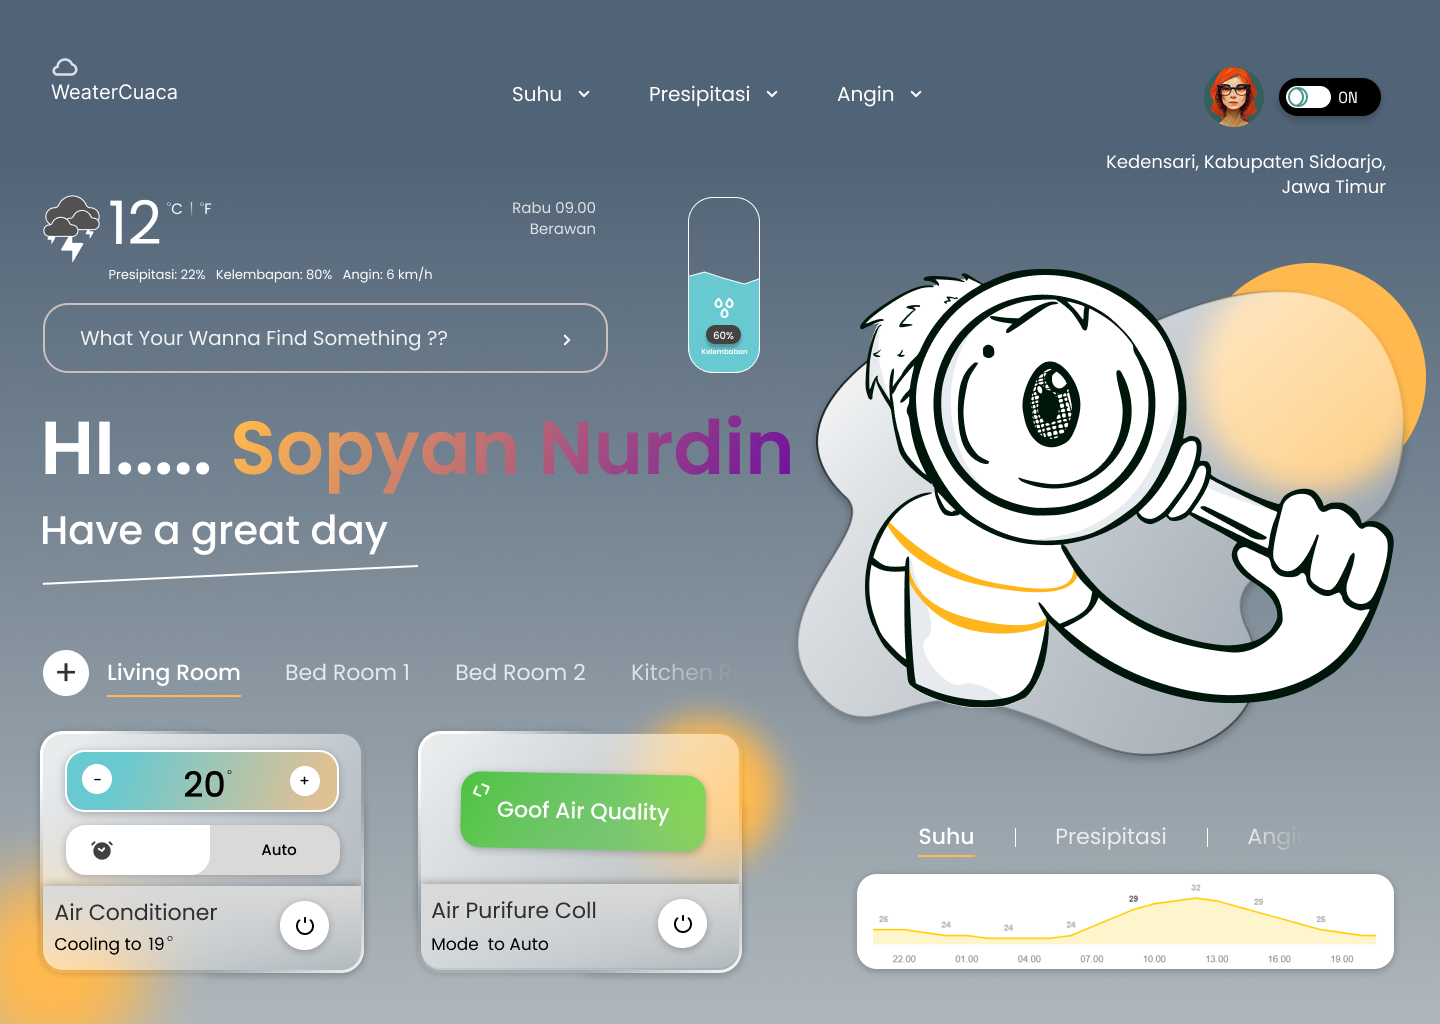 WeaterCuaca
Suhu
Presipitasi
Angin
ON
Kedensari, Kabupaten Sidoarjo,
Jawa Timur
12 °C | °F
Rabu 09.00
Berawan
Presipitasi: 22% Kelembapan: 80% Angin: 6 km/h
What Your Wanna Find Something ??
60%
Kelembaban
HI..... Sopyan Nurdin
Have a great day
Living Room
Bed Room 1
Bed Room 2
Kitchen R
- 20° +
Auto
Air Conditioner
Cooling to 19°
Goof Air Quality
Air Purifure Coll
Mode to Auto
Suhu | Presipitasi | Angi
26 24 24 24 29 32 29 26
22.00 01.00 04.00 07.00 10.00 13.00 16.00 19.00